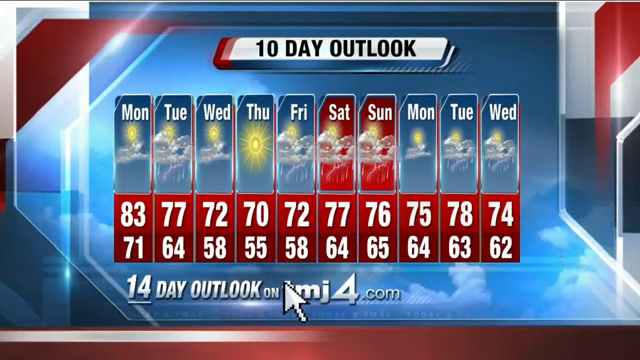 10 DAY OUTLOOK
Mon Tue Wed Thu Fri Sat Sun Mon Tue Wed
83 77 72 70 72 77 76 75 78 74
71 64 58 55 58 64 65 64 63 62
14 DAY OUTLOOK ON tmj4.com